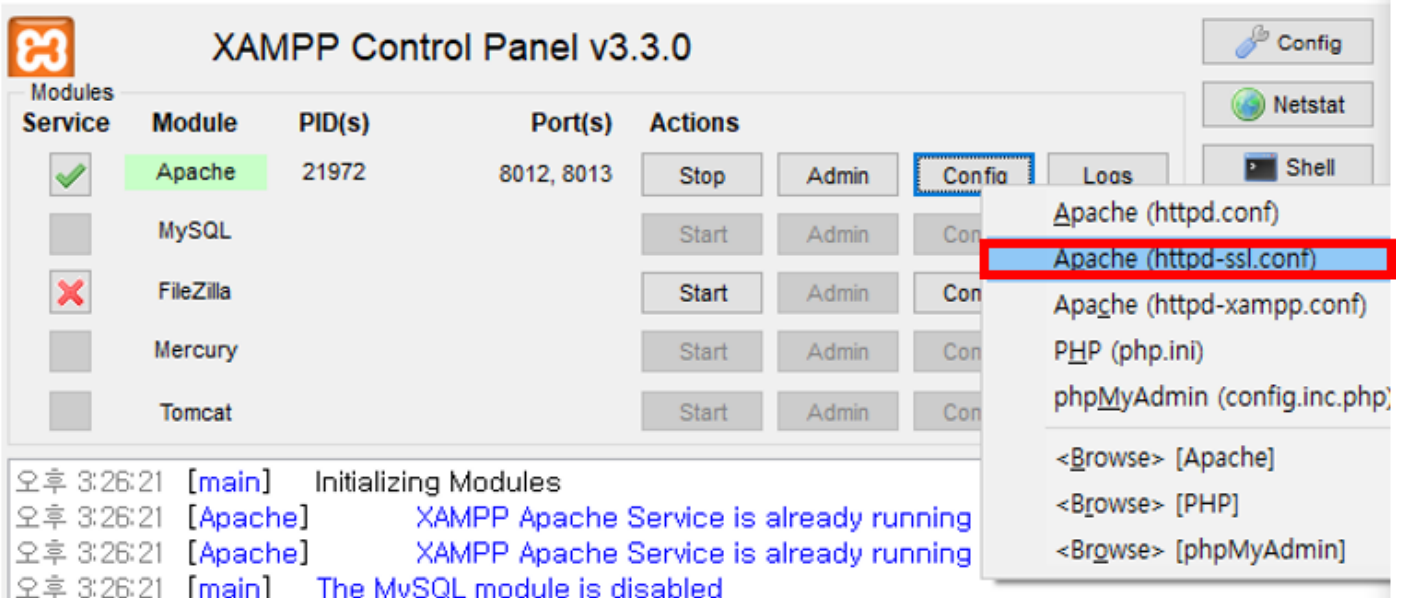 XAMPP Control Panel v3.3.0
Config
Modules
Netstat
Service Module PID(s) Port(s) Actions
Shell
Apache 21972 8012, 8013 Stop Admin Config Logs
MySQL Start Admin Con
FileZilla Start Admin Con
Mercury Start Admin Con
Tomcat Start Admin Con
Apache (httpd.conf)
Apache (httpd-ssl.conf)
Apache (httpd-xampp.conf)
PHP (php.ini)
phpMyAdmin (config.inc.php)
<Browse> [Apache]
<Browse> [PHP]
<Browse> [phpMyAdmin]
오후 3:26:21 [main] Initializing Modules
오후 3:26:21 [Apache] XAMPP Apache Service is already running
오후 3:26:21 [Apache] XAMPP Apache Service is already running
오후 3:26:21 [main] The MySQL module is disabled